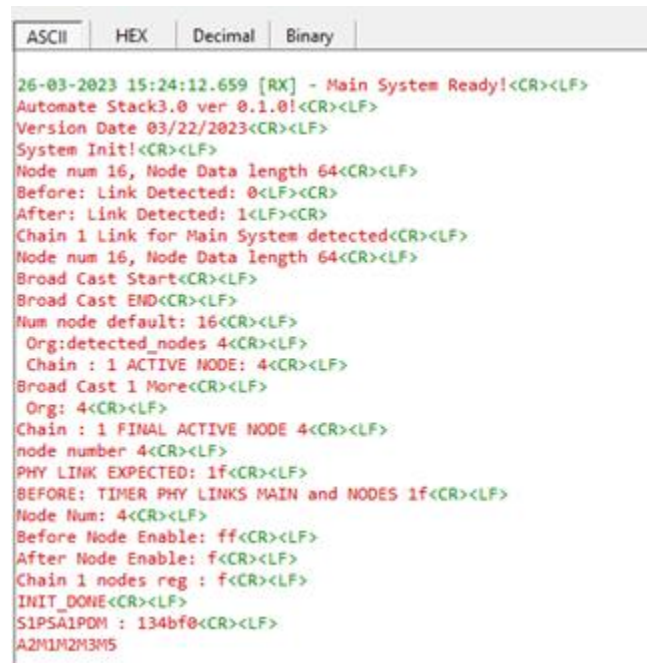 ASCII HEX Decimal Binary
26-03-2023 15:24:12.659 [RX] - Main System Ready!<CR><LF>
Automate Stack3.0 ver 0.1.0!<CR><LF>
Version Date 03/22/2023<CR><LF>
System Init!<CR><LF>
Node num 16, Node Data length 64<CR><LF>
Before: Link Detected: 0<LF><CR>
After: Link Detected: 1<LF><CR>
Chain 1 Link for Main System detected<CR><LF>
Node num 16, Node Data length 64<CR><LF>
Broad Cast Start<CR><LF>
Broad Cast END<CR><LF>
Num node default: 16<CR><LF>
 Org:detected_nodes 4<CR><LF>
 Chain : 1 ACTIVE NODE: 4<CR><LF>
Broad Cast 1 More<CR><LF>
 Org: 4<CR><LF>
Chain : 1 FINAL ACTIVE NODE 4<CR><LF>
node number 4<CR><LF>
PHY LINK EXPECTED: 1f<CR><LF>
BEFORE: TIMER PHY LINKS MAIN and NODES 1f<CR><LF>
Node Num: 4<CR><LF>
Before Node Enable: ff<CR><LF>
After Node Enable: f<CR><LF>
Chain 1 nodes reg : f<CR><LF>
INIT_DONE<CR><LF>
S1PSA1PDM : 134bf0<CR><LF>
A2M1M2M3M5